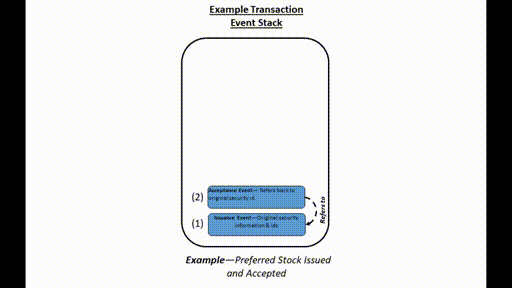 Example Transaction
Event Stack
(2)
Acceptance Event— Refers back to
original security id.
Refers to
(1)
Issuance Event—Original security
information & ids
Example—Preferred Stock Issued
and Accepted